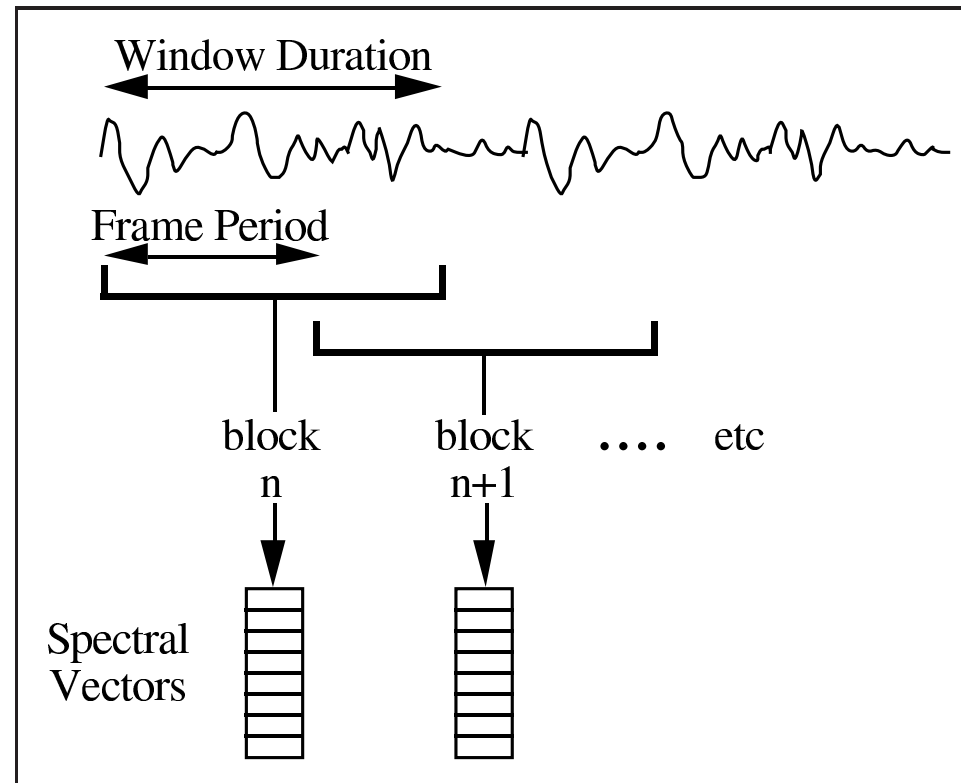 Window Duration
Frame Period
block block .... etc
n n+1
Spectral
Vectors